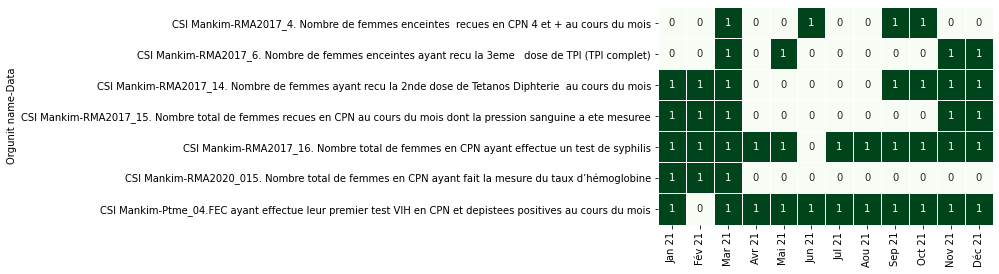 Orgunit name-Data
CSI Mankim-RMA2017_4. Nombre de femmes enceintes  recues en CPN 4 et + au cours du mois 0 0 1 0 0 1 0 0 1 1 0 0
CSI Mankim-RMA2017_6. Nombre de femmes enceintes ayant recu la 3eme   dose de TPI (TPI complet) 0 0 1 0 1 0 0 0 0 0 1 1
CSI Mankim-RMA2017_14. Nombre de femmes ayant recu la 2nde dose de Tetanos Diphterie  au cours du mois 1 1 1 0 0 0 0 0 1 1 1 1
CSI Mankim-RMA2017_15. Nombre total de femmes recues en CPN au cours du mois dont la pression sanguine a ete mesuree 1 1 1 0 0 0 0 0 0 0 1 1
CSI Mankim-RMA2017_16. Nombre total de femmes en CPN ayant effectue un test de syphilis 1 1 1 1 1 0 1 1 1 1 1 1
CSI Mankim-RMA2020_015. Nombre total de femmes en CPN ayant fait la mesure du taux d’hémoglobine 1 1 1 0 0 0 0 0 0 0 0 0
CSI Mankim-Ptme_04.FEC ayant effectue leur premier test VIH en CPN et depistees positives au cours du mois 1 0 1 1 1 1 1 1 1 1 1 1
Jan 21 Fév 21 Mar 21 Avr 21 Mai 21 Jun 21 Jul 21 Aou 21 Sep 21 Oct 21 Nov 21 Déc 21